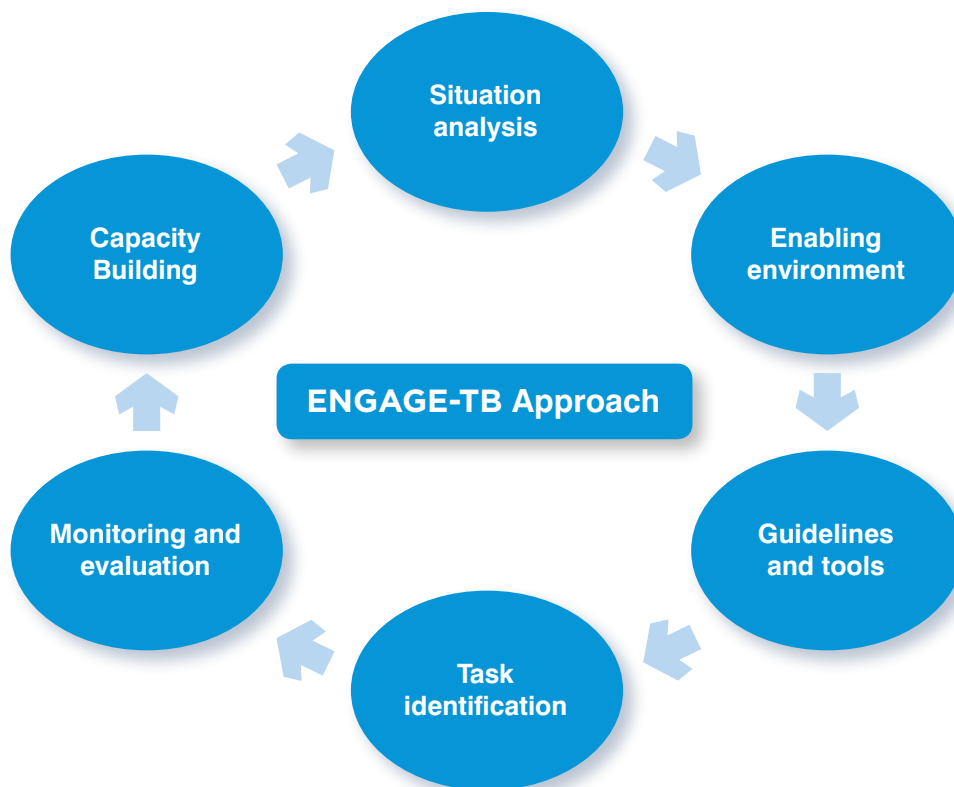 Situation
analysis
Enabling
environment
Guidelines
and tools
Task
identification
Monitoring and
evaluation
Capacity
Building
ENGAGE-TB Approach